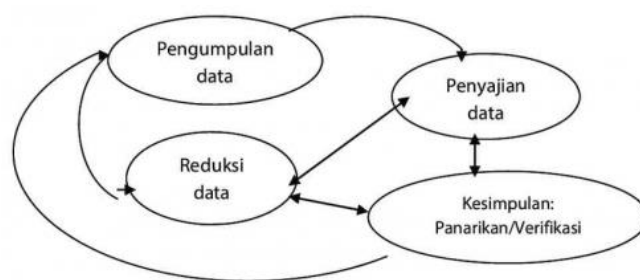 Pengumpulan
data
Penyajian
data
Reduksi
data
Kesimpulan:
Panarikan/Verifikasi